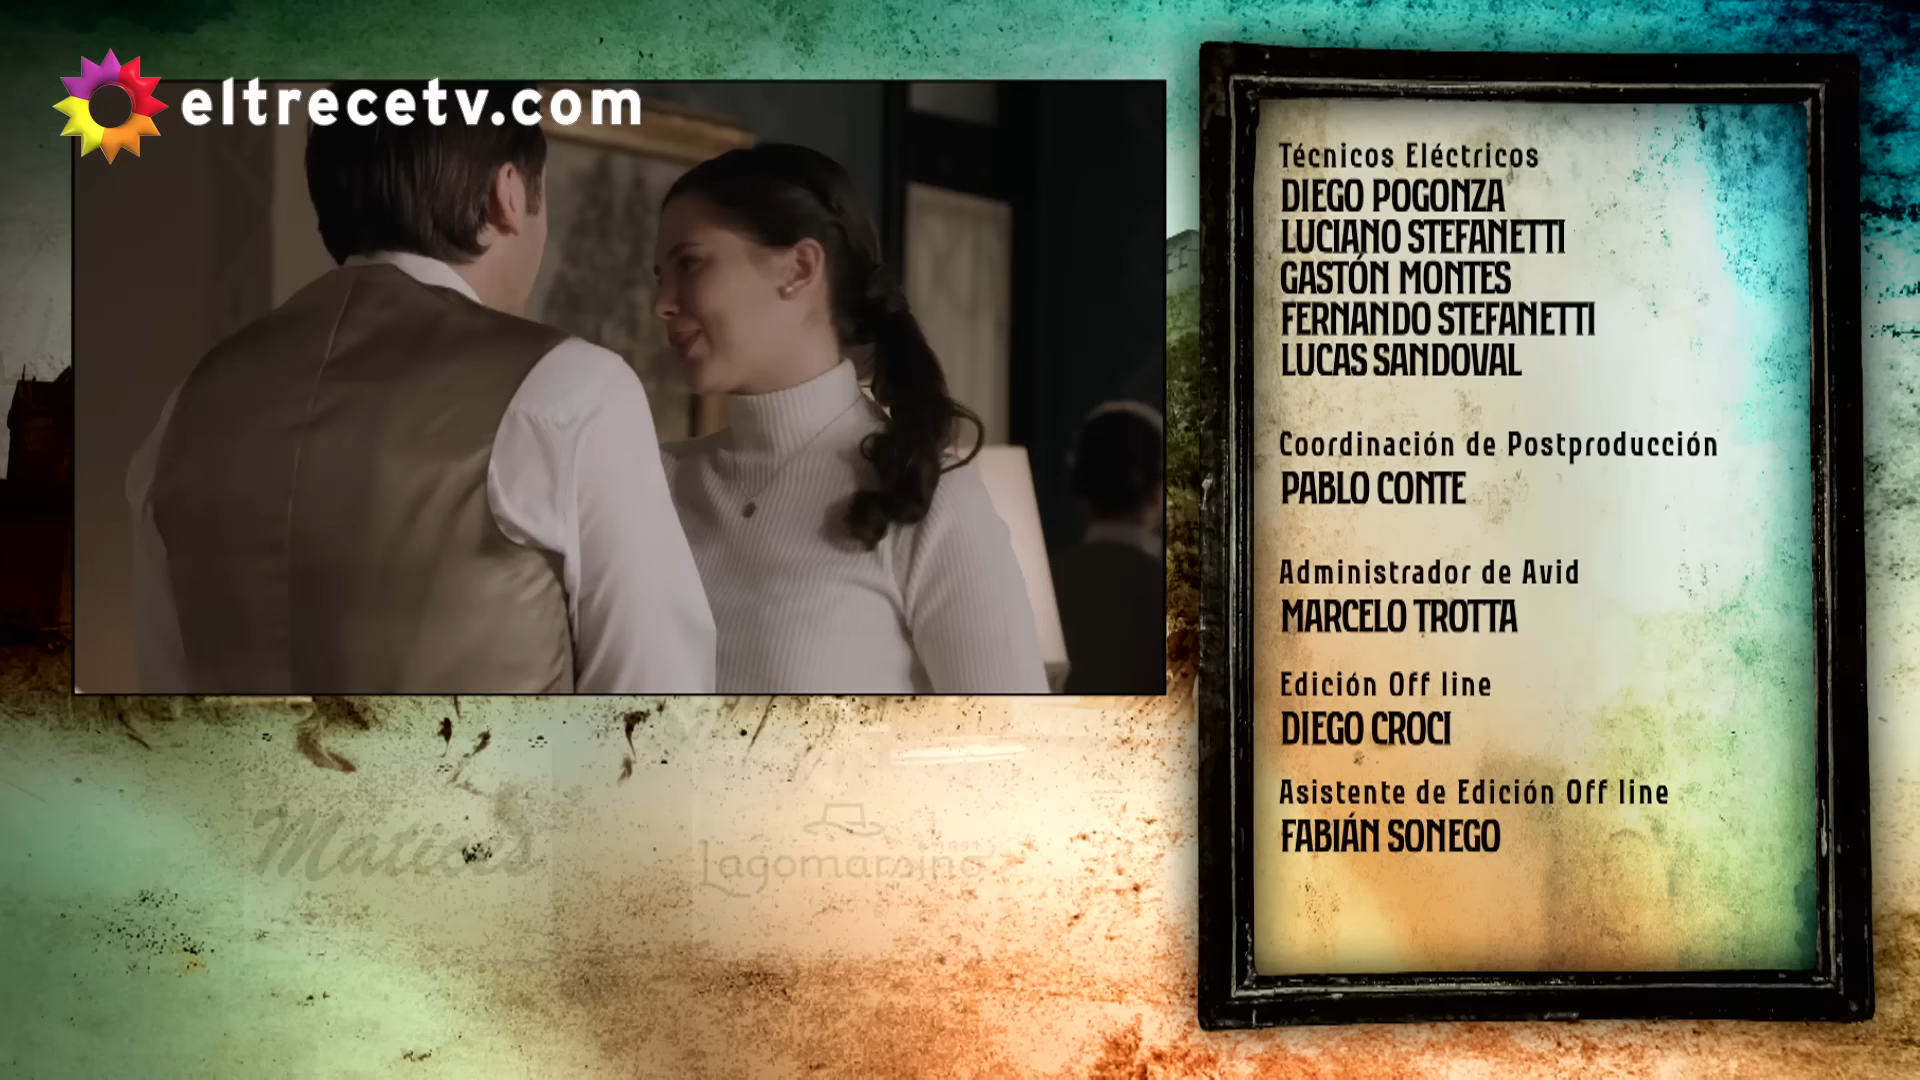 eltrecetv.com
Técnicos Eléctricos
DIEGO POGONZA
LUCIANO STEFANETTI
GASTÓN MONTES
FERNANDO STEFANETTI
LUCAS SANDOVAL
Coordinación de Postproducción
PABLO CONTE
Administrador de Avid
MARCELO TROTTA
Edición Off line
DIEGO CROCI
Asistente de Edición Off line
FABIÁN SONEGO
Matices
Lagomarsino